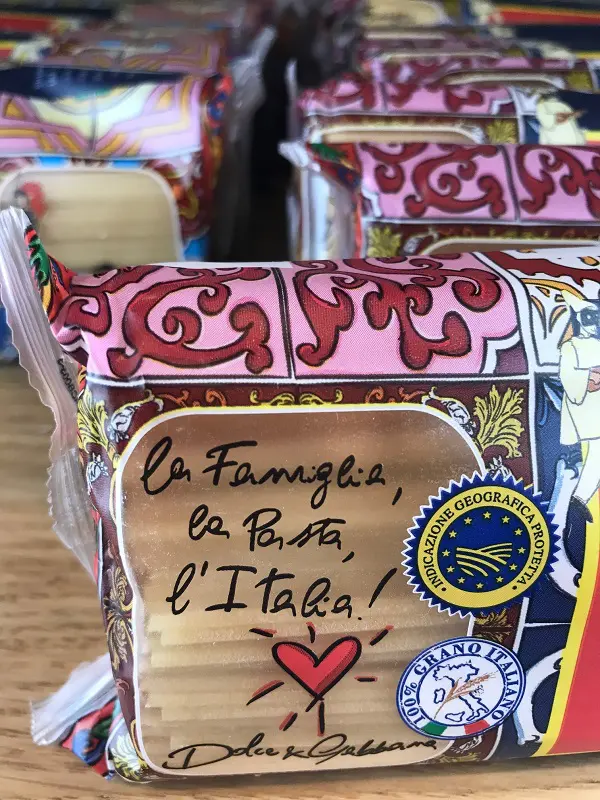 la Famiglia,
la Pasta,
l'Italia!
Dolce & Gabbana
INDICAZIONE GEOGRAFICA PROTETTA
100% GRANO ITALIANO